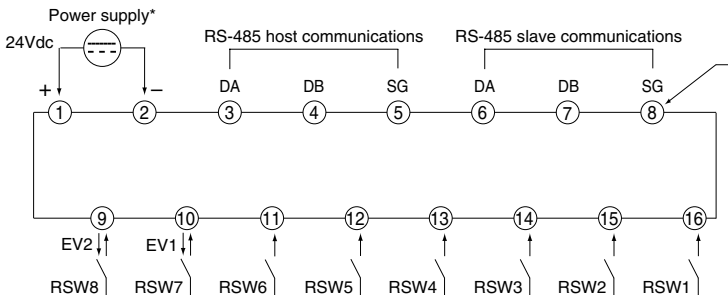 Power supply*
24Vdc
RS-485 host communications
RS-485 slave communications
+ − DA DB SG DA DB SG
1 2 3 4 5 6 7 8
9 10 11 12 13 14 15 16
EV2 EV1
RSW8 RSW7 RSW6 RSW5 RSW4 RSW3 RSW2 RSW1